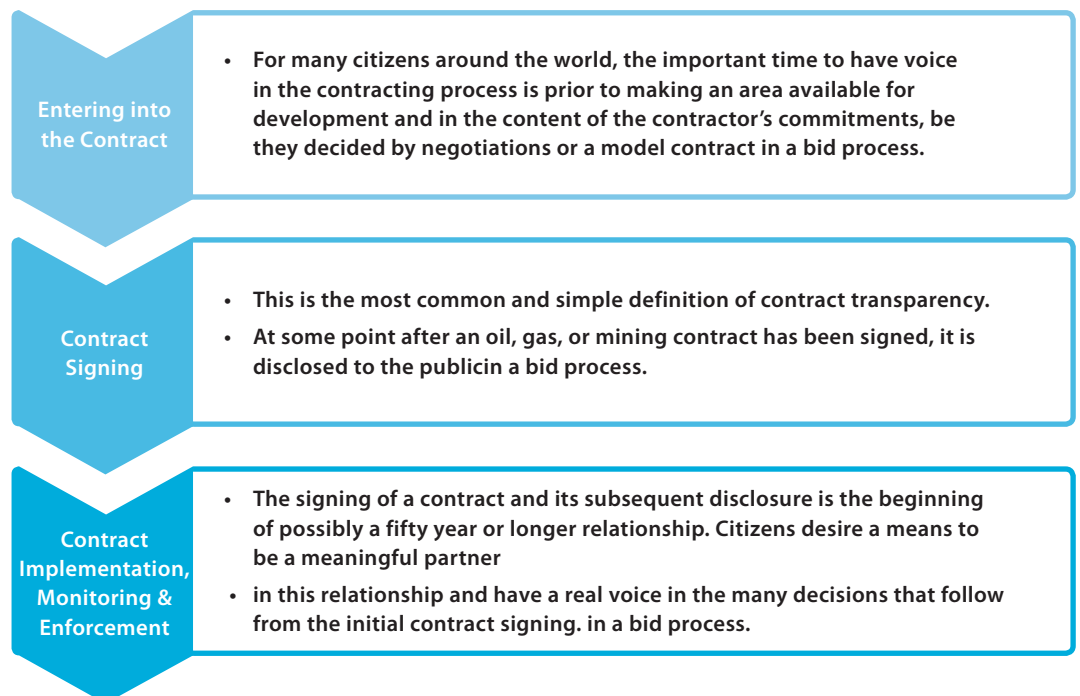 Entering into
the Contract
• For many citizens around the world, the important time to have voice
in the contracting process is prior to making an area available for
development and in the content of the contractor’s commitments, be
they decided by negotiations or a model contract in a bid process.
Contract
Signing
• This is the most common and simple definition of contract transparency.
• At some point after an oil, gas, or mining contract has been signed, it is
disclosed to the publicin a bid process.
Contract
Implementation,
Monitoring &
Enforcement
• The signing of a contract and its subsequent disclosure is the beginning
of possibly a fifty year or longer relationship. Citizens desire a means to
be a meaningful partner
• in this relationship and have a real voice in the many decisions that follow
from the initial contract signing. in a bid process.